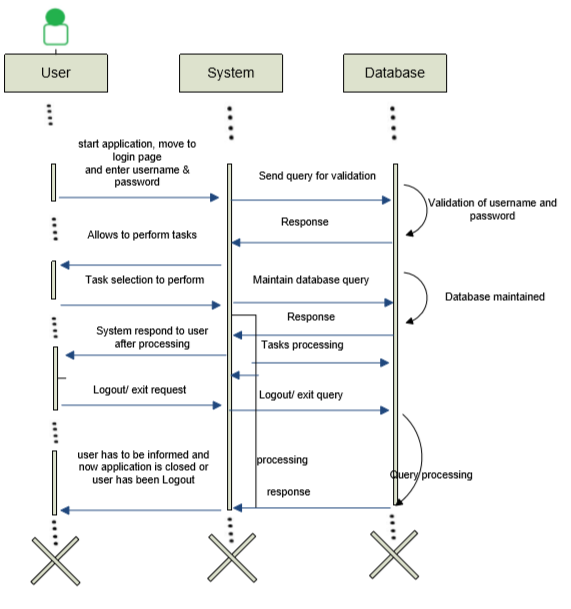 User
System
Database
start application, move to
login page
and enter username &
password
Send query for validation
Validation of username and
password
Response
Allows to perform tasks
Task selection to perform
Maintain database query
Database maintained
Response
System respond to user
after processing
Tasks processing
Logout/ exit request
Logout/ exit query
user has to be informed and
now application is closed or
user has been Logout
processing
Query processing
response